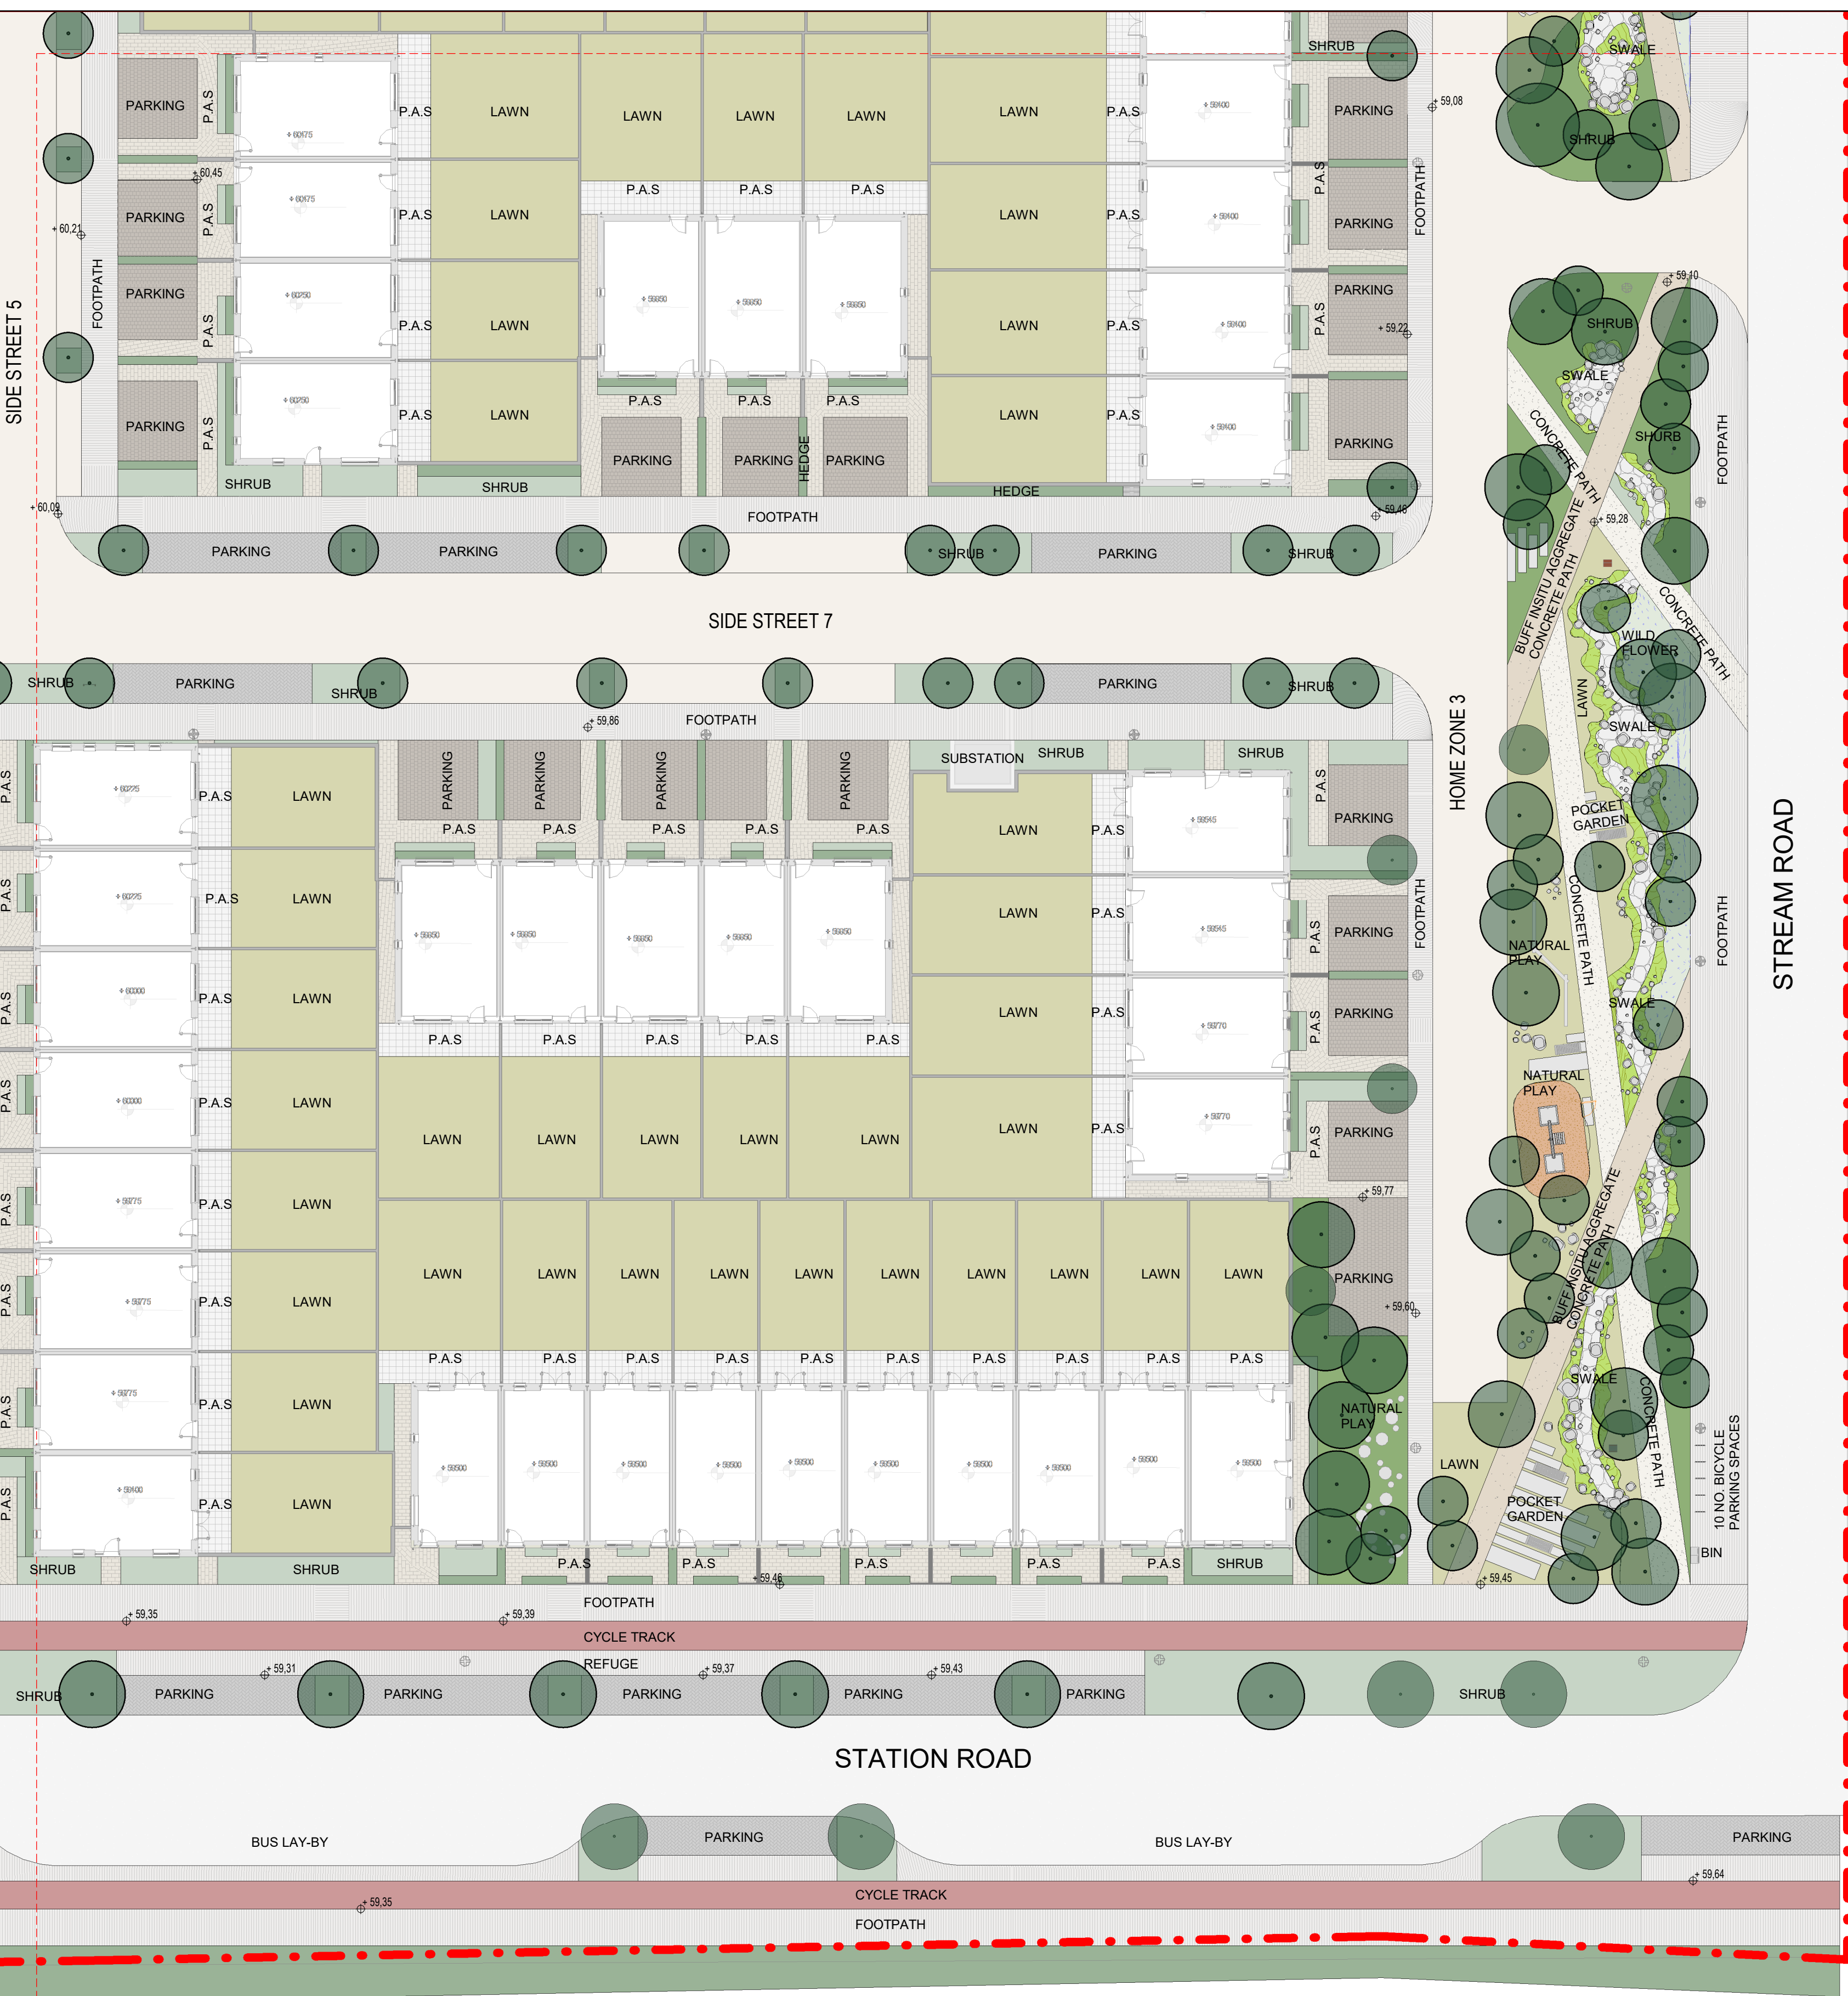 SHRUB
SWALE
PARKING
P.A.S
P.A.S
LAWN
LAWN
LAWN
LAWN
LAWN
P.A.S
PARKING
+ 59,08
SHRUB
+ 60,45
P.A.S
P.A.S
P.A.S
P.A.S
PARKING
P.A.S
P.A.S
LAWN
LAWN
P.A.S
PARKING
FOOTPATH
+ 60,21
FOOTPATH
SIDE STREET 5
PARKING
P.A.S
P.A.S
LAWN
LAWN
P.A.S
P.A.S
PARKING
+ 59,22
+ 59,10
SHRUB
SWALE
PARKING
P.A.S
P.A.S
LAWN
P.A.S
P.A.S
P.A.S
LAWN
P.A.S
PARKING
PARKING
PARKING
HEDGE
PARKING
SHRUB
SHRUB
HEDGE
FOOTPATH
+ 60,09
+ 59,46
CONCRETE PATH
SHURB
FOOTPATH
+ 59,28
PARKING
PARKING
SHRUB
PARKING
SHRUB
BUFF INSITU AGGREGATE
CONCRETE PATH
CONCRETE PATH
SIDE STREET 7
WILD
FLOWER
LAWN
SWALE
SHRUB
PARKING
SHRUB
PARKING
SHRUB
+ 59,86
FOOTPATH
HOME ZONE 3
P.A.S
P.A.S
LAWN
PARKING
PARKING
PARKING
PARKING
SUBSTATION
SHRUB
SHRUB
P.A.S
PARKING
P.A.S
P.A.S
P.A.S
P.A.S
P.A.S
LAWN
P.A.S
POCKET
GARDEN
STREAM ROAD
P.A.S
P.A.S
LAWN
LAWN
P.A.S
P.A.S
PARKING
FOOTPATH
CONCRETE PATH
FOOTPATH
NATURAL
PLAY
P.A.S
P.A.S
LAWN
LAWN
P.A.S
P.A.S
PARKING
SWALE
P.A.S
P.A.S
P.A.S
P.A.S
P.A.S
P.A.S
P.A.S
LAWN
LAWN
LAWN
LAWN
LAWN
LAWN
LAWN
P.A.S
P.A.S
PARKING
NATURAL
PLAY
P.A.S
P.A.S
LAWN
+ 59,77
BUFF INSITU AGGREGATE
CONCRETE PATH
P.A.S
P.A.S
LAWN
LAWN
LAWN
LAWN
LAWN
LAWN
LAWN
LAWN
LAWN
LAWN
PARKING
+ 59,60
P.A.S
P.A.S
P.A.S
P.A.S
P.A.S
P.A.S
P.A.S
P.A.S
P.A.S
P.A.S
P.A.S
P.A.S
LAWN
SWALE
CONCRETE PATH
NATURAL
PLAY
LAWN
P.A.S
P.A.S
LAWN
POCKET
GARDEN
10 NO. BICYCLE
PARKING SPACES
BIN
SHRUB
SHRUB
P.A.S
P.A.S
P.A.S
P.A.S
P.A.S
SHRUB
+ 59,46
+ 59,45
FOOTPATH
+ 59,35
+ 59,39
CYCLE TRACK
REFUGE
+ 59,31
+ 59,37
+ 59,43
SHRUB
PARKING
PARKING
PARKING
PARKING
PARKING
SHRUB
STATION ROAD
BUS LAY-BY
PARKING
BUS LAY-BY
PARKING
+ 59,64
CYCLE TRACK
+ 59,35
FOOTPATH